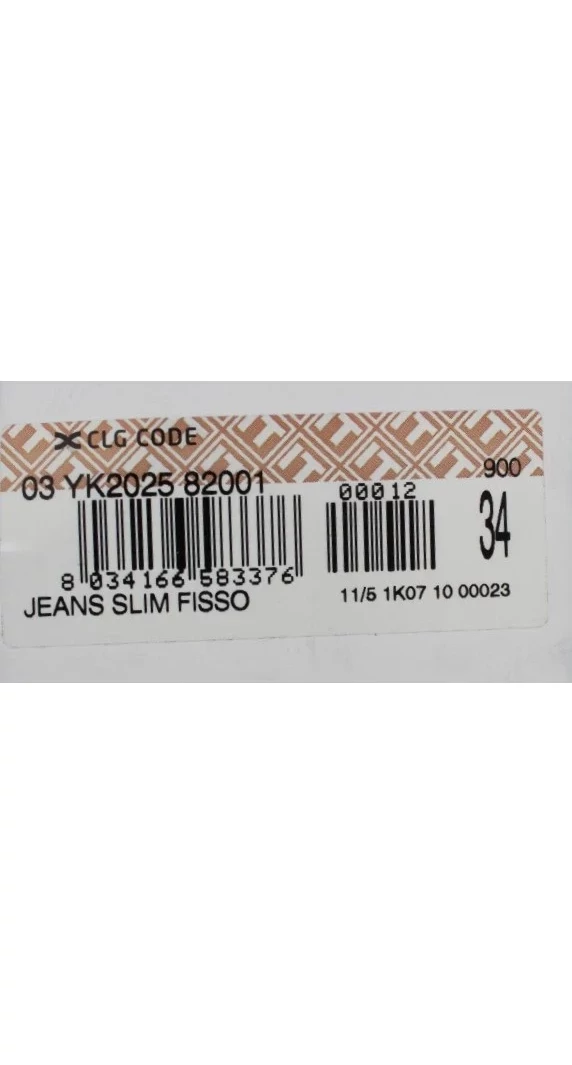 CLG CODE
03 YK2025 82001
900
00012
34
8 034166 583376
JEANS SLIM FISSO
11/5 1K07 10 00023